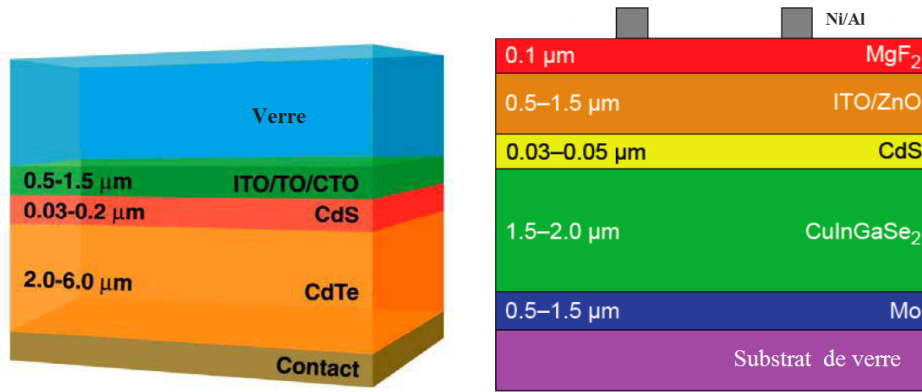 Verre
0.5-1.5 μm ITO/TO/CTO
0.03-0.2 μm CdS
2.0-6.0 μm CdTe
Contact
Ni/Al
0.1 μm MgF₂
0.5–1.5 μm ITO/ZnO
0.03–0.05 μm CdS
1.5–2.0 μm CuInGaSe₂
0.5–1.5 μm Mo
Substrat de verre